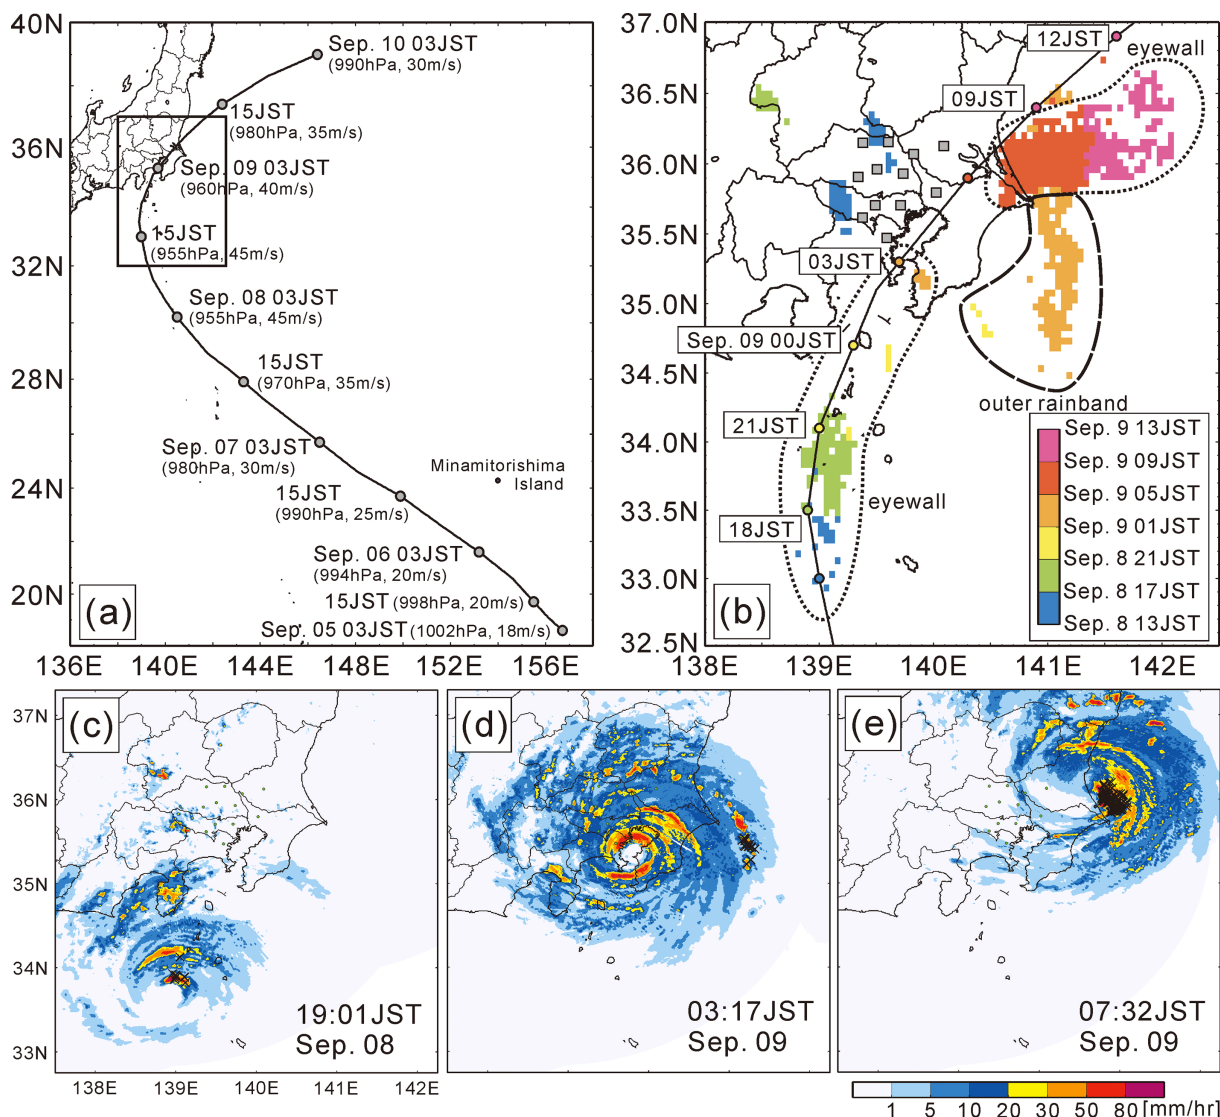 40N
36N
32N
28N
24N
20N
136E
140E
144E
148E
152E
156E
(a)
Sep. 10 03JST
(990hPa, 30m/s)
15JST
(980hPa, 35m/s)
Sep. 09 03JST
(960hPa, 40m/s)
15JST
(955hPa, 45m/s)
Sep. 08 03JST
(955hPa, 45m/s)
15JST
(970hPa, 35m/s)
Sep. 07 03JST
(980hPa, 30m/s)
Minamitorishima
Island
15JST
(990hPa, 25m/s)
Sep. 06 03JST
(994hPa, 20m/s)
15JST (998hPa, 20m/s)
Sep. 05 03JST (1002hPa, 18m/s)
37.0N
36.5N
36.0N
35.5N
35.0N
34.5N
34.0N
33.5N
33.0N
32.5N
138E
139E
140E
141E
142E
(b)
12JST
eyewall
09JST
03JST
Sep. 09 00JST
outer rainband
21JST
eyewall
18JST
Sep. 9 13JST
Sep. 9 09JST
Sep. 9 05JST
Sep. 9 01JST
Sep. 8 21JST
Sep. 8 17JST
Sep. 8 13JST
37N
36N
35N
34N
33N
138E
139E
140E
141E
142E
(c)
19:01JST
Sep. 08
(d)
03:17JST
Sep. 09
(e)
07:32JST
Sep. 09
1 5 10 20 30 50 80 [mm/hr]